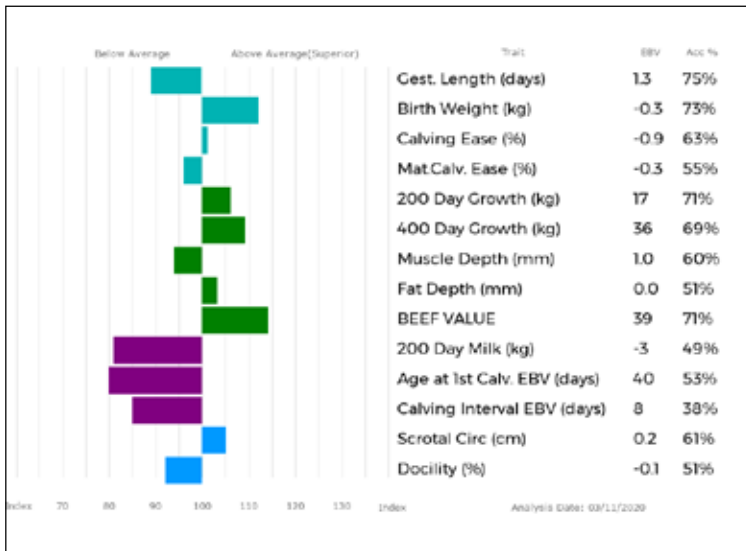 Below Average Above Average(Superior) Trait EBV Acc %
Gest. Length (days) 1.3 75%
Birth Weight (kg) -0.3 73%
Calving Ease (%) -0.9 63%
Mat.Calv. Ease (%) -0.3 55%
200 Day Growth (kg) 17 71%
400 Day Growth (kg) 36 69%
Muscle Depth (mm) 1.0 60%
Fat Depth (mm) 0.0 51%
BEEF VALUE 39 71%
200 Day Milk (kg) -3 49%
Age at 1st Calv. EBV (days) 40 53%
Calving Interval EBV (days) 8 38%
Scrotal Circ (cm) 0.2 61%
Docility (%) -0.1 51%
Index 70 80 90 100 110 120 130 Index Analysis Date: 03/11/2020